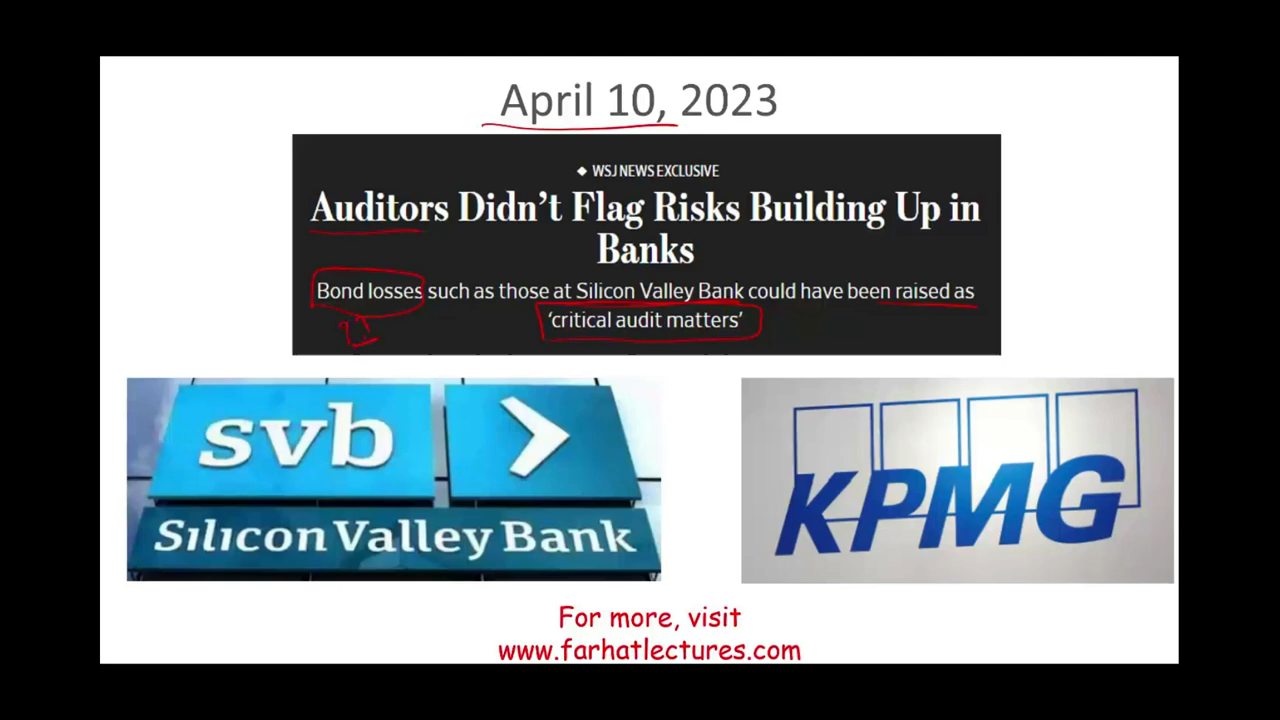 April 10, 2023
◆ WSJ NEWS EXCLUSIVE
Auditors Didn’t Flag Risks Building Up in
Banks
Bond losses such as those at Silicon Valley Bank could have been raised as
‘critical audit matters’
svb
Silicon Valley Bank
KPMG
For more, visit
www.farhatlectures.com